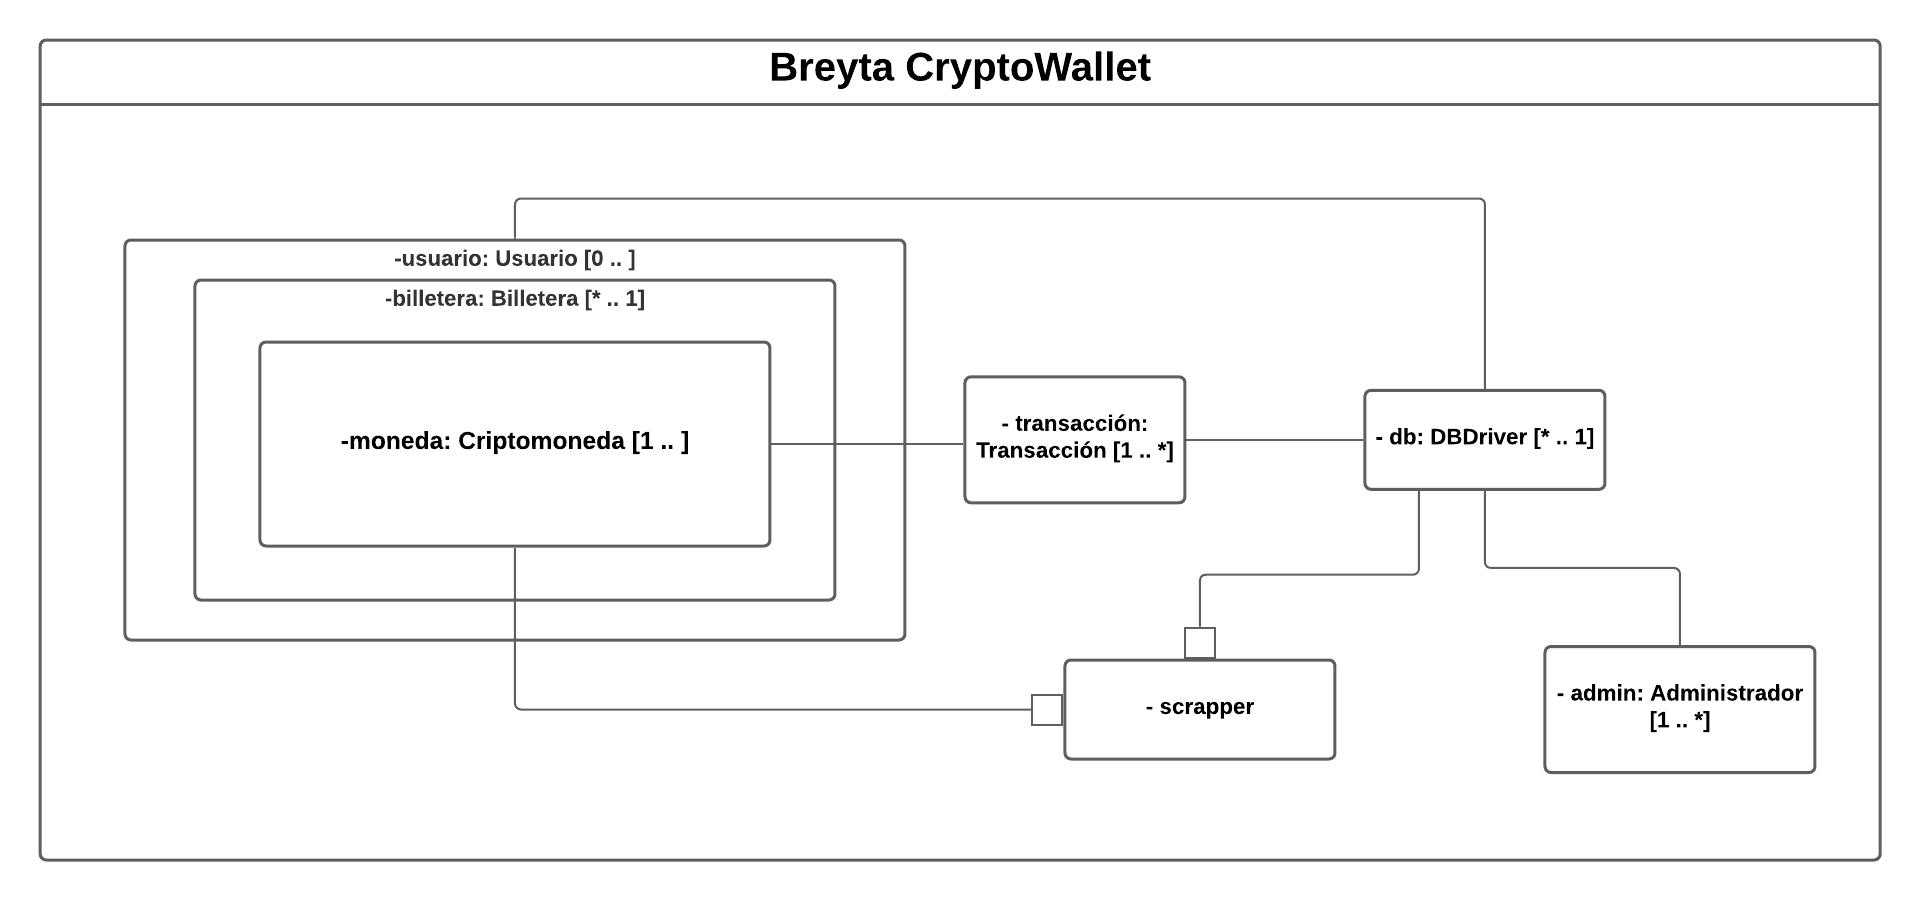 Breyta CryptoWallet
-usuario: Usuario [0 .. ]
-billetera: Billetera [* .. 1]
-moneda: Criptomoneda [1 .. ]
- transacción:
Transacción [1 .. *]
- db: DBDriver [* .. 1]
- scrapper
- admin: Administrador
[1 .. *]